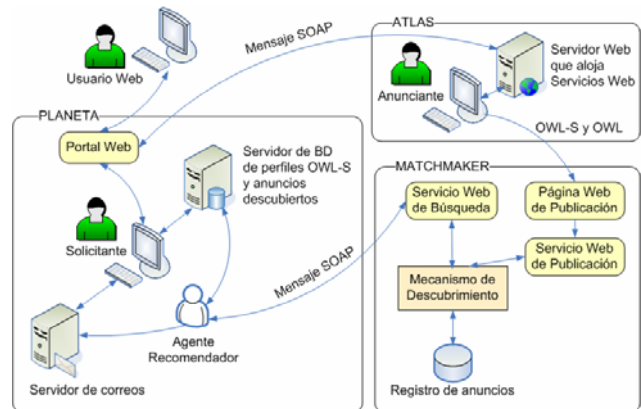 Usuario Web
Mensaje SOAP
ATLAS
Anunciante
Servidor Web
que aloja
Servicios Web
OWL-S y OWL
PLANETA
Portal Web
Servidor de BD
de perfiles OWL-S
y anuncios
descubiertos
Solicitante
Agente
Recomendador
Servidor de correos
Mensaje SOAP
MATCHMAKER
Servicio Web
de Búsqueda
Página Web
de Publicación
Servicio Web
de Publicación
Mecanismo de
Descubrimiento
Registro de anuncios